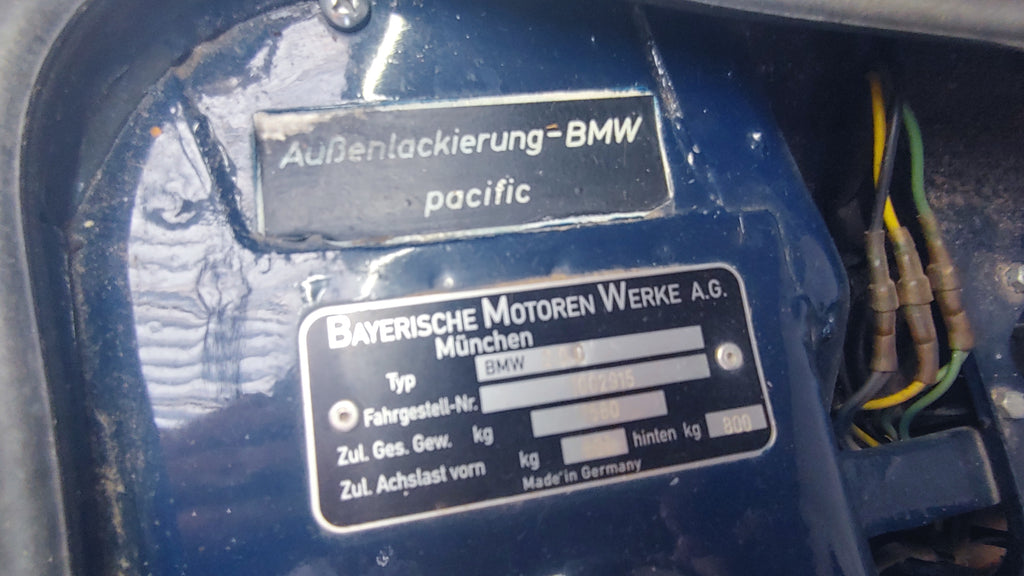 Außenlackierung-BMW
pacific
BAYERISCHE MOTOREN WERKE A.G.
München
Typ BMW
Fahrgestell-Nr.
Zul. Ges. Gew. kg
Zul. Achslast vorn kg hinten kg 800
Made in Germany